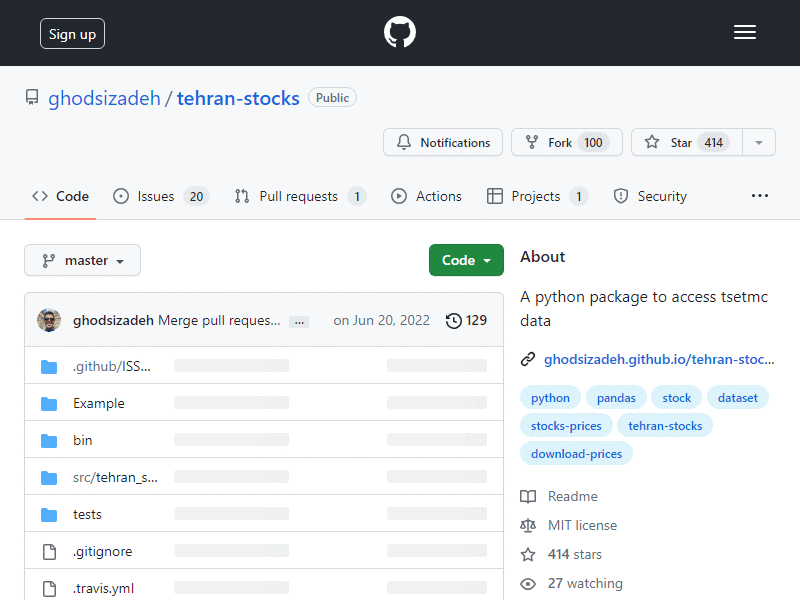 Sign up
ghodsizadeh / tehran-stocks Public
Notifications Fork 100 Star 414
Code Issues 20 Pull requests 1 Actions Projects 1 Security ...
master Code
ghodsizadeh Merge pull reques... ... on Jun 20, 2022 129
.github/ISS...
Example
bin
src/tehran_s...
tests
.gitignore
.travis.yml
About
A python package to access tsetmc
data
ghodsizadeh.github.io/tehran-stoc...
python pandas stock dataset
stocks-prices tehran-stocks
download-prices
Readme
MIT license
414 stars
27 watching